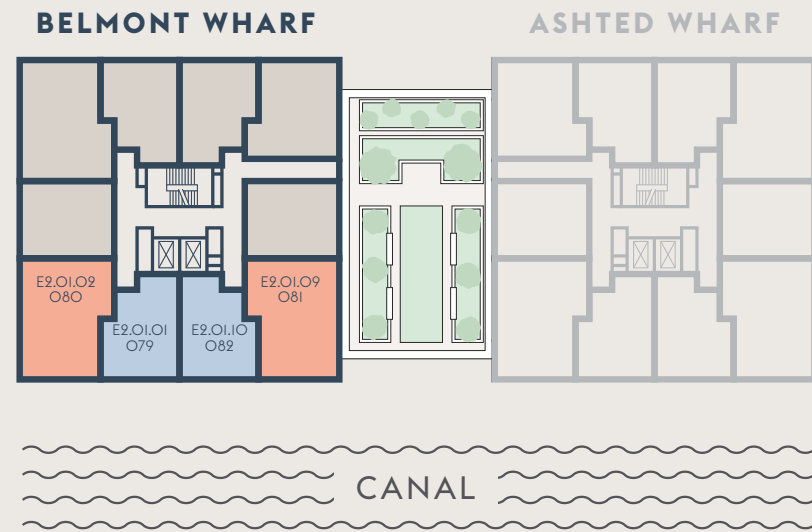 BELMONT WHARF
ASHTED WHARF
E2.01.02
080
E2.01.09
081
E2.01.01
079
E2.01.10
082
CANAL